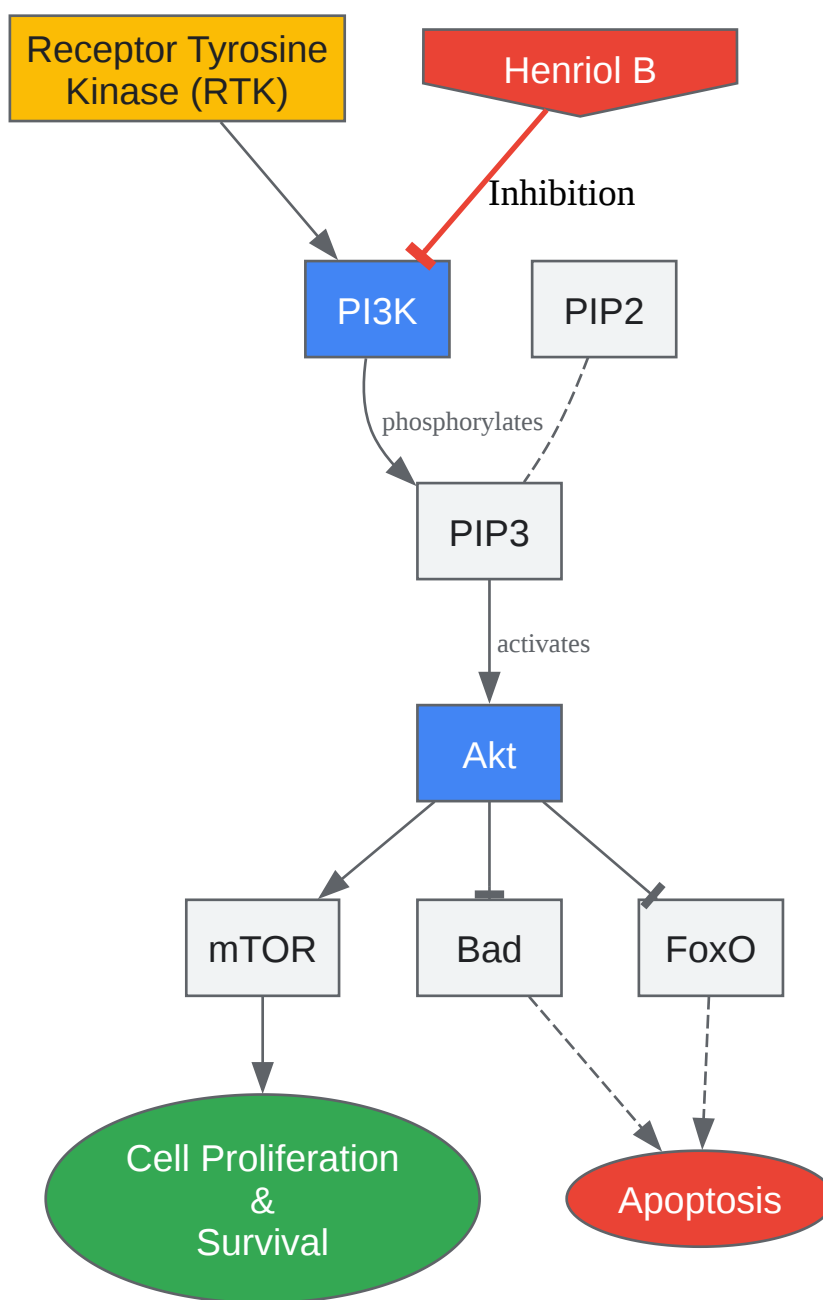 Receptor Tyrosine
Kinase (RTK)
Henriol B
Inhibition
PI3K
PIP2
phosphorylates
PIP3
activates
Akt
mTOR
Bad
FoxO
Cell Proliferation
&
Survival
Apoptosis